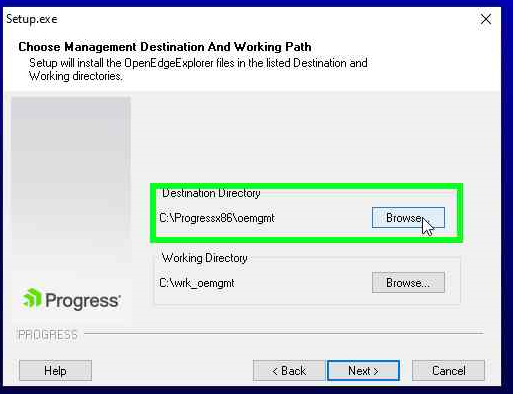 Setup.exe
Choose Management Destination And Working Path
Setup will install the OpenEdgeExplorer files in the listed Destination and
Working directories.
Destination Directory
C:\Progressx86\oemgmt
Browse...
Working Directory
C:\wrk_oemgmt
Browse...
Progress
PROGRESS
Help
< Back
Next >
Cancel